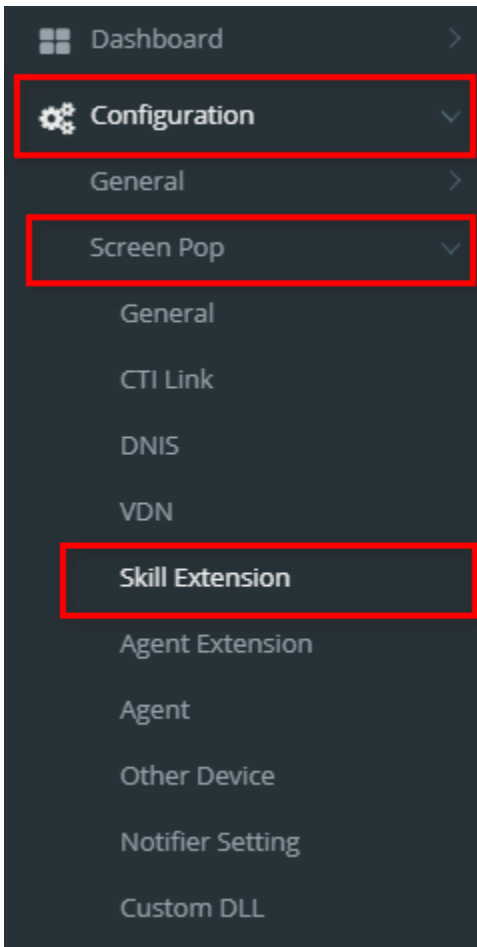 Dashboard
Configuration
General
Screen Pop
General
CTI Link
DNIS
VDN
Skill Extension
Agent Extension
Agent
Other Device
Notifier Setting
Custom DLL